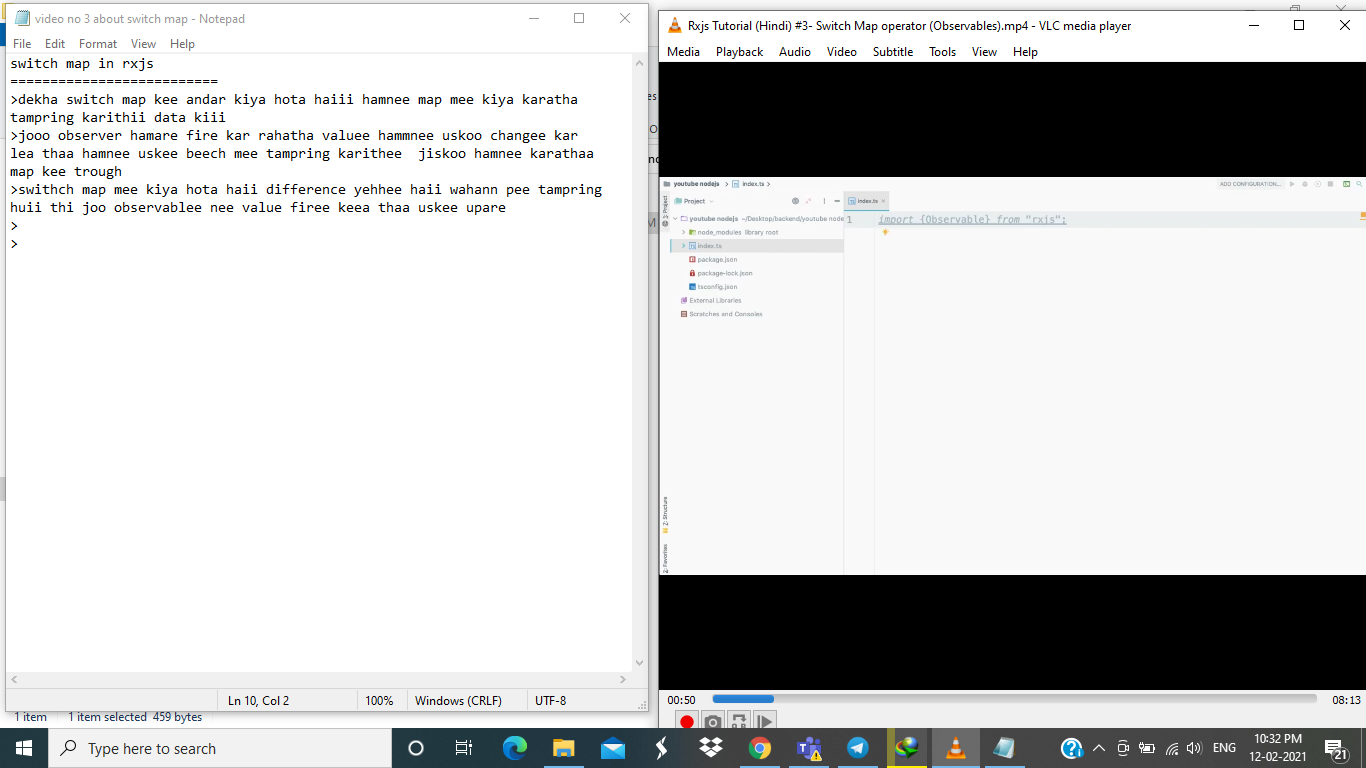 video no 3 about switch map - Notepad
File Edit Format View Help
switch map in rxjs
==========================
>dekha switch map kee andar kiya hota haiii hamnee map mee kiya karatha
tampring karithii data kiii
>jooo observer hamare fire kar rahatha valuee hammnee uskoo changee kar
lea thaa hamnee uskee beech mee tampring karithee  jiskoo hamnee karathaa
map kee trough
>swithch map mee kiya hota haii difference yehhee haii wahann pee tampring
huii thi joo observablee nee value firee keea thaa uskee upare
>
>
Ln 10, Col 2 100% Windows (CRLF) UTF-8
1 item 1 item selected 459 bytes
Rxjs Tutorial (Hindi) #3- Switch Map operator (Observables).mp4 - VLC media player
Media Playback Audio Video Subtitle Tools View Help
youtube nodejs index.ts
ADD CONFIGURATION...
Project
index.ts
1: Project
youtube nodejs ~/Desktop/backend/youtube node
node_modules library root
index.ts
package.json
package-lock.json
tsconfig.json
External Libraries
Scratches and Consoles
1 import {Observable} from "rxjs";
Z: Structure
2: Favorites
00:50 08:13
Type here to search
ENG
10:32 PM
12-02-2021
21